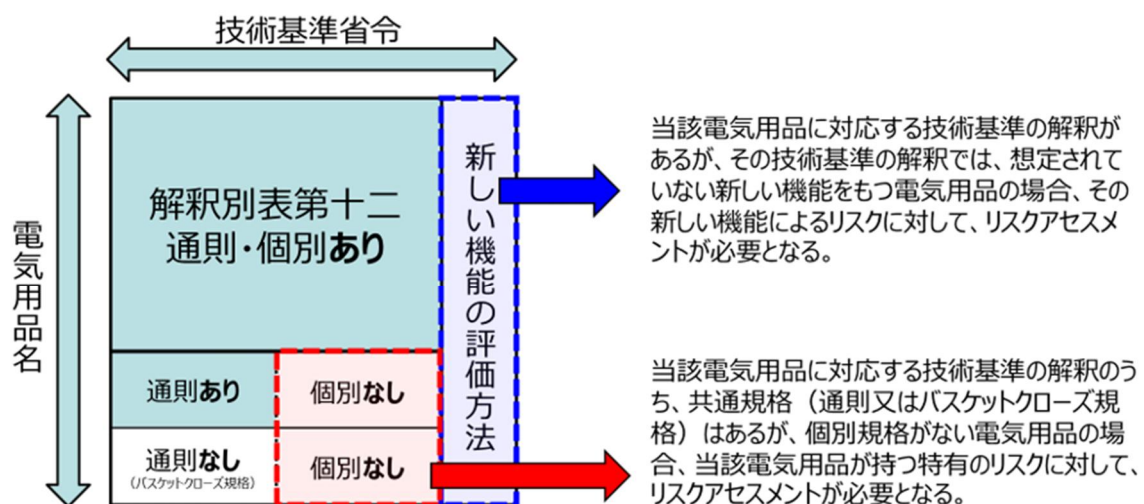 技術基準省令
電気用品名
解釈別表第十二
通則・個別あり
新しい機能の評価方法
通則あり
個別なし
通則なし
(バスケットクローズ規格)
個別なし
当該電気用品に対応する技術基準の解釈が
あるが、その技術基準の解釈では、想定されて
いない新しい機能をもつ電気用品の場合、その
新しい機能によるリスクに対して、リスクアセスメ
ントが必要となる。
当該電気用品に対応する技術基準の解釈のう
ち、共通規格（通則又はバスケットクローズ規
格）はあるが、個別規格がない電気用品の場
合、当該電気用品が持つ特有のリスクに対して、
リスクアセスメントが必要となる。